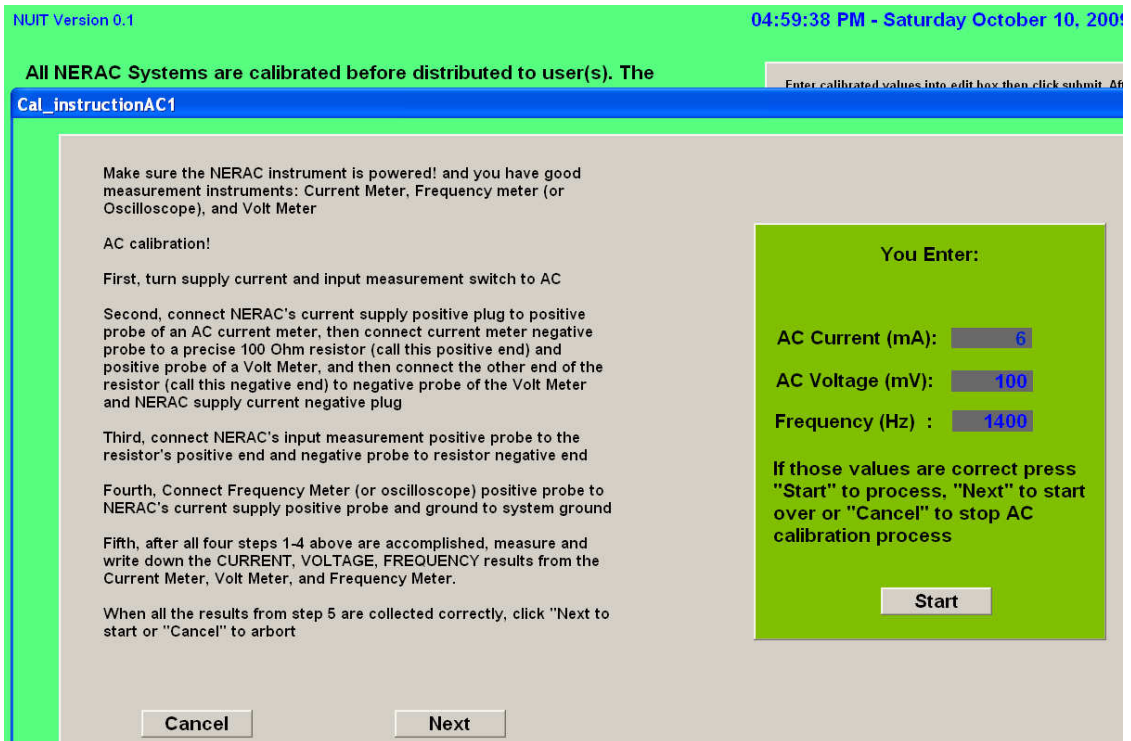 NUIT Version 0.1
04:59:38 PM - Saturday October 10, 2009
All NERAC Systems are calibrated before distributed to user(s). The
Enter calibrated values into edit box then click submit. Aft
Cal_instructionAC1
Make sure the NERAC instrument is powered! and you have good
measurement instruments: Current Meter, Frequency meter (or
Oscilloscope), and Volt Meter
AC calibration!
First, turn supply current and input measurement switch to AC
Second, connect NERAC's current supply positive plug to positive
probe of an AC current meter, then connect current meter negative
probe to a precise 100 Ohm resistor (call this positive end) and
positive probe of a Volt Meter, and then connect the other end of the
resistor (call this negative end) to negative probe of the Volt Meter
and NERAC supply current negative plug
Third, connect NERAC's input measurement positive probe to the
resistor's positive end and negative probe to resistor negative end
Fourth, Connect Frequency Meter (or oscilloscope) positive probe to
NERAC's current supply positive probe and ground to system ground
Fifth, after all four steps 1-4 above are accomplished, measure and
write down the CURRENT, VOLTAGE, FREQUENCY results from the
Current Meter, Volt Meter, and Frequency Meter.
When all the results from step 5 are collected correctly, click "Next to
start or "Cancel" to arbort
Cancel
Next
You Enter:
AC Current (mA): 6
AC Voltage (mV): 100
Frequency (Hz) : 1400
If those values are correct press
"Start" to process, "Next" to start
over or "Cancel" to stop AC
calibration process
Start